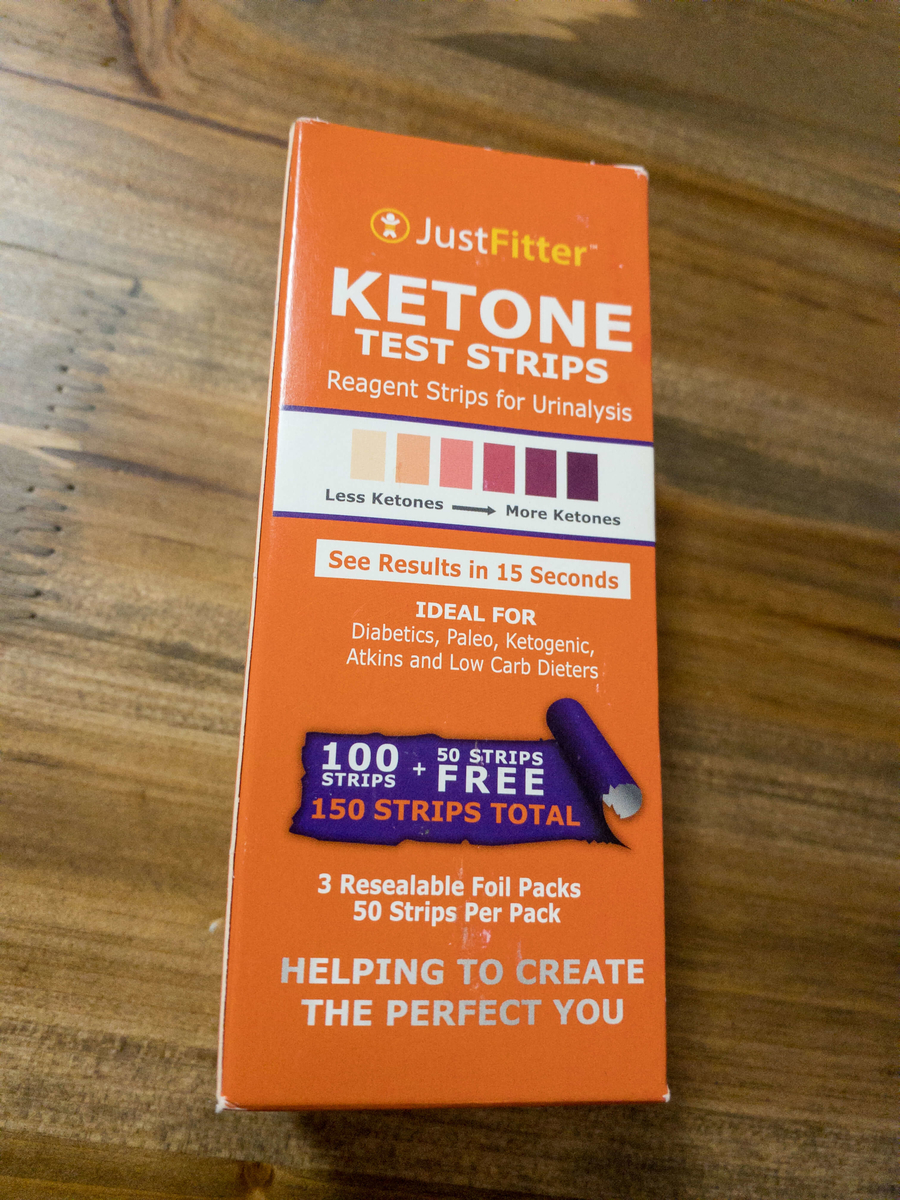 JustFitter™
KETONE
TEST STRIPS
Reagent Strips for Urinalysis
Less Ketones → More Ketones
See Results in 15 Seconds
IDEAL FOR
Diabetics, Paleo, Ketogenic,
Atkins and Low Carb Dieters
100 STRIPS + 50 STRIPS FREE
150 STRIPS TOTAL
3 Resealable Foil Packs
50 Strips Per Pack
HELPING TO CREATE
THE PERFECT YOU